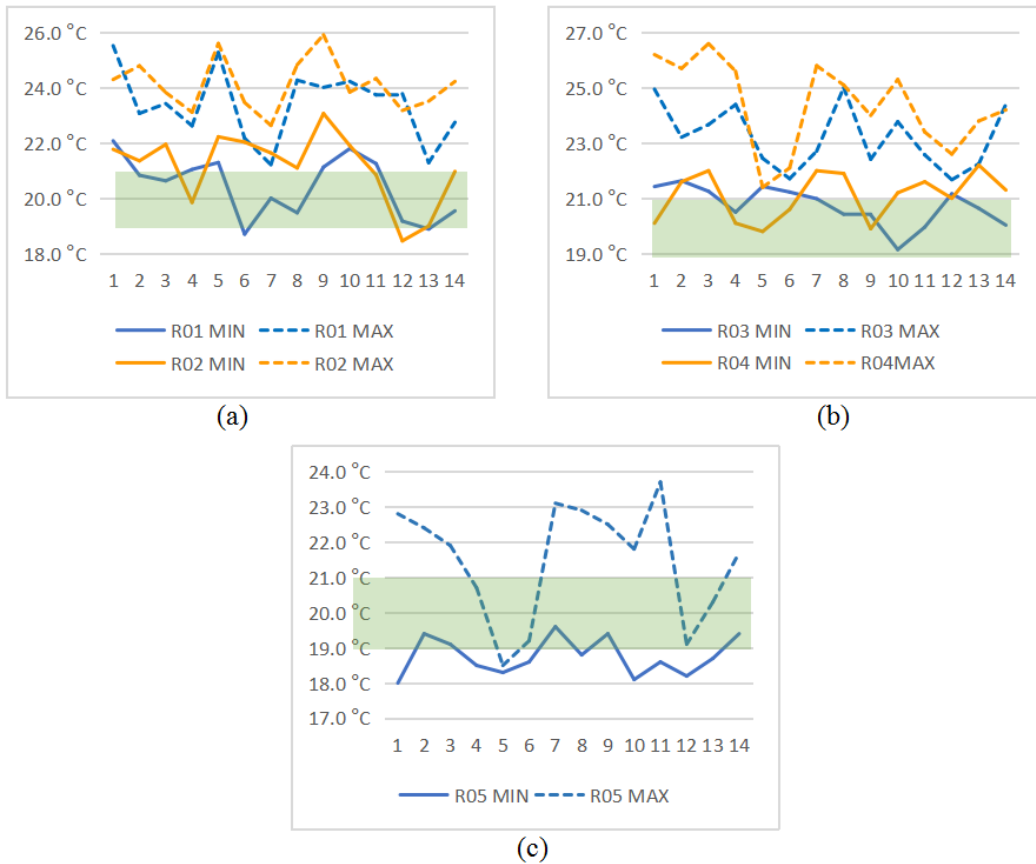 26.0 °C
24.0 °C
22.0 °C
20.0 °C
18.0 °C
1 2 3 4 5 6 7 8 9 10 11 12 13 14
R01 MIN R01 MAX
R02 MIN R02 MAX
(a)
27.0 °C
25.0 °C
23.0 °C
21.0 °C
19.0 °C
1 2 3 4 5 6 7 8 9 10 11 12 13 14
R03 MIN R03 MAX
R04 MIN R04MAX
(b)
24.0 °C
23.0 °C
22.0 °C
21.0 °C
20.0 °C
19.0 °C
18.0 °C
17.0 °C
1 2 3 4 5 6 7 8 9 10 11 12 13 14
R05 MIN R05 MAX
(c)